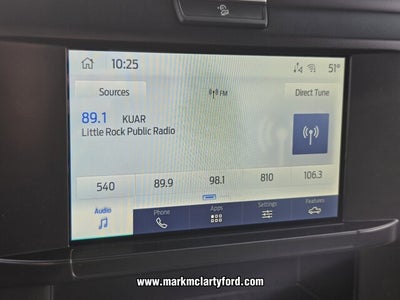 10:25
51°
Sources
FM
Direct Tune
89.1 KUAR
Little Rock Public Radio
540 89.9 98.1 810 106.3
Audio Phone Apps Settings Features
www.markmclartyford.com